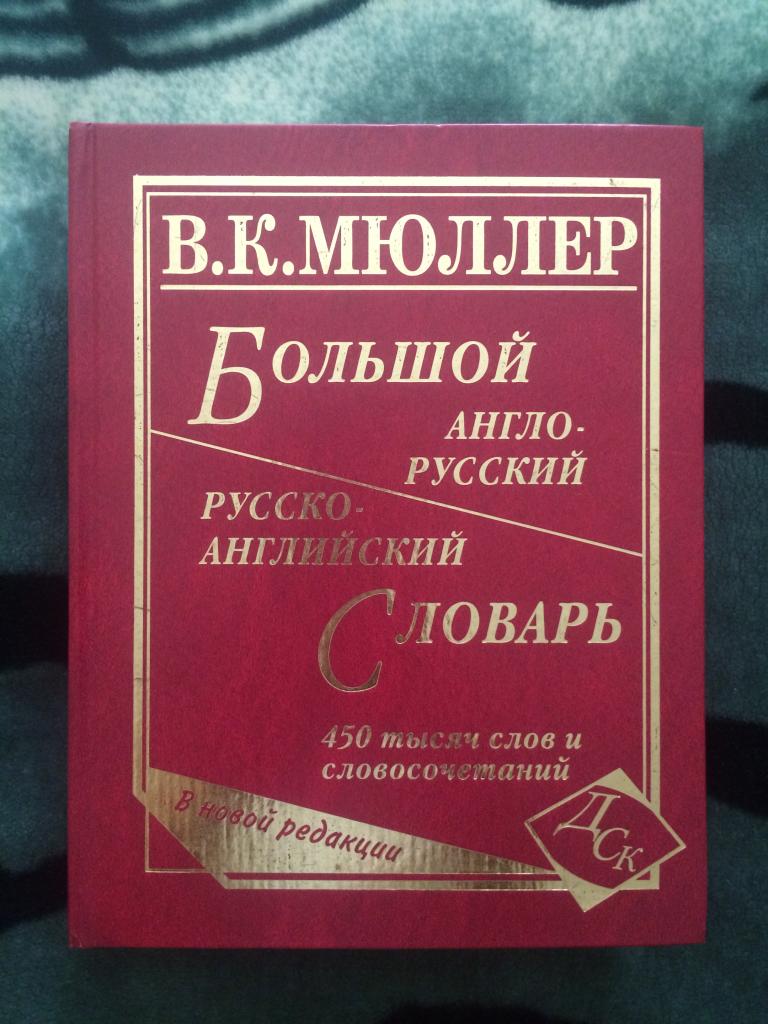 В.К.МЮЛЛЕР
БОЛЬШОЙ
АНГЛО-
РУССКИЙ
РУССКО-
АНГЛИЙСКИЙ
СЛОВАРЬ
450 тысяч слов и
словосочетаний
В новой редакции
ДСК